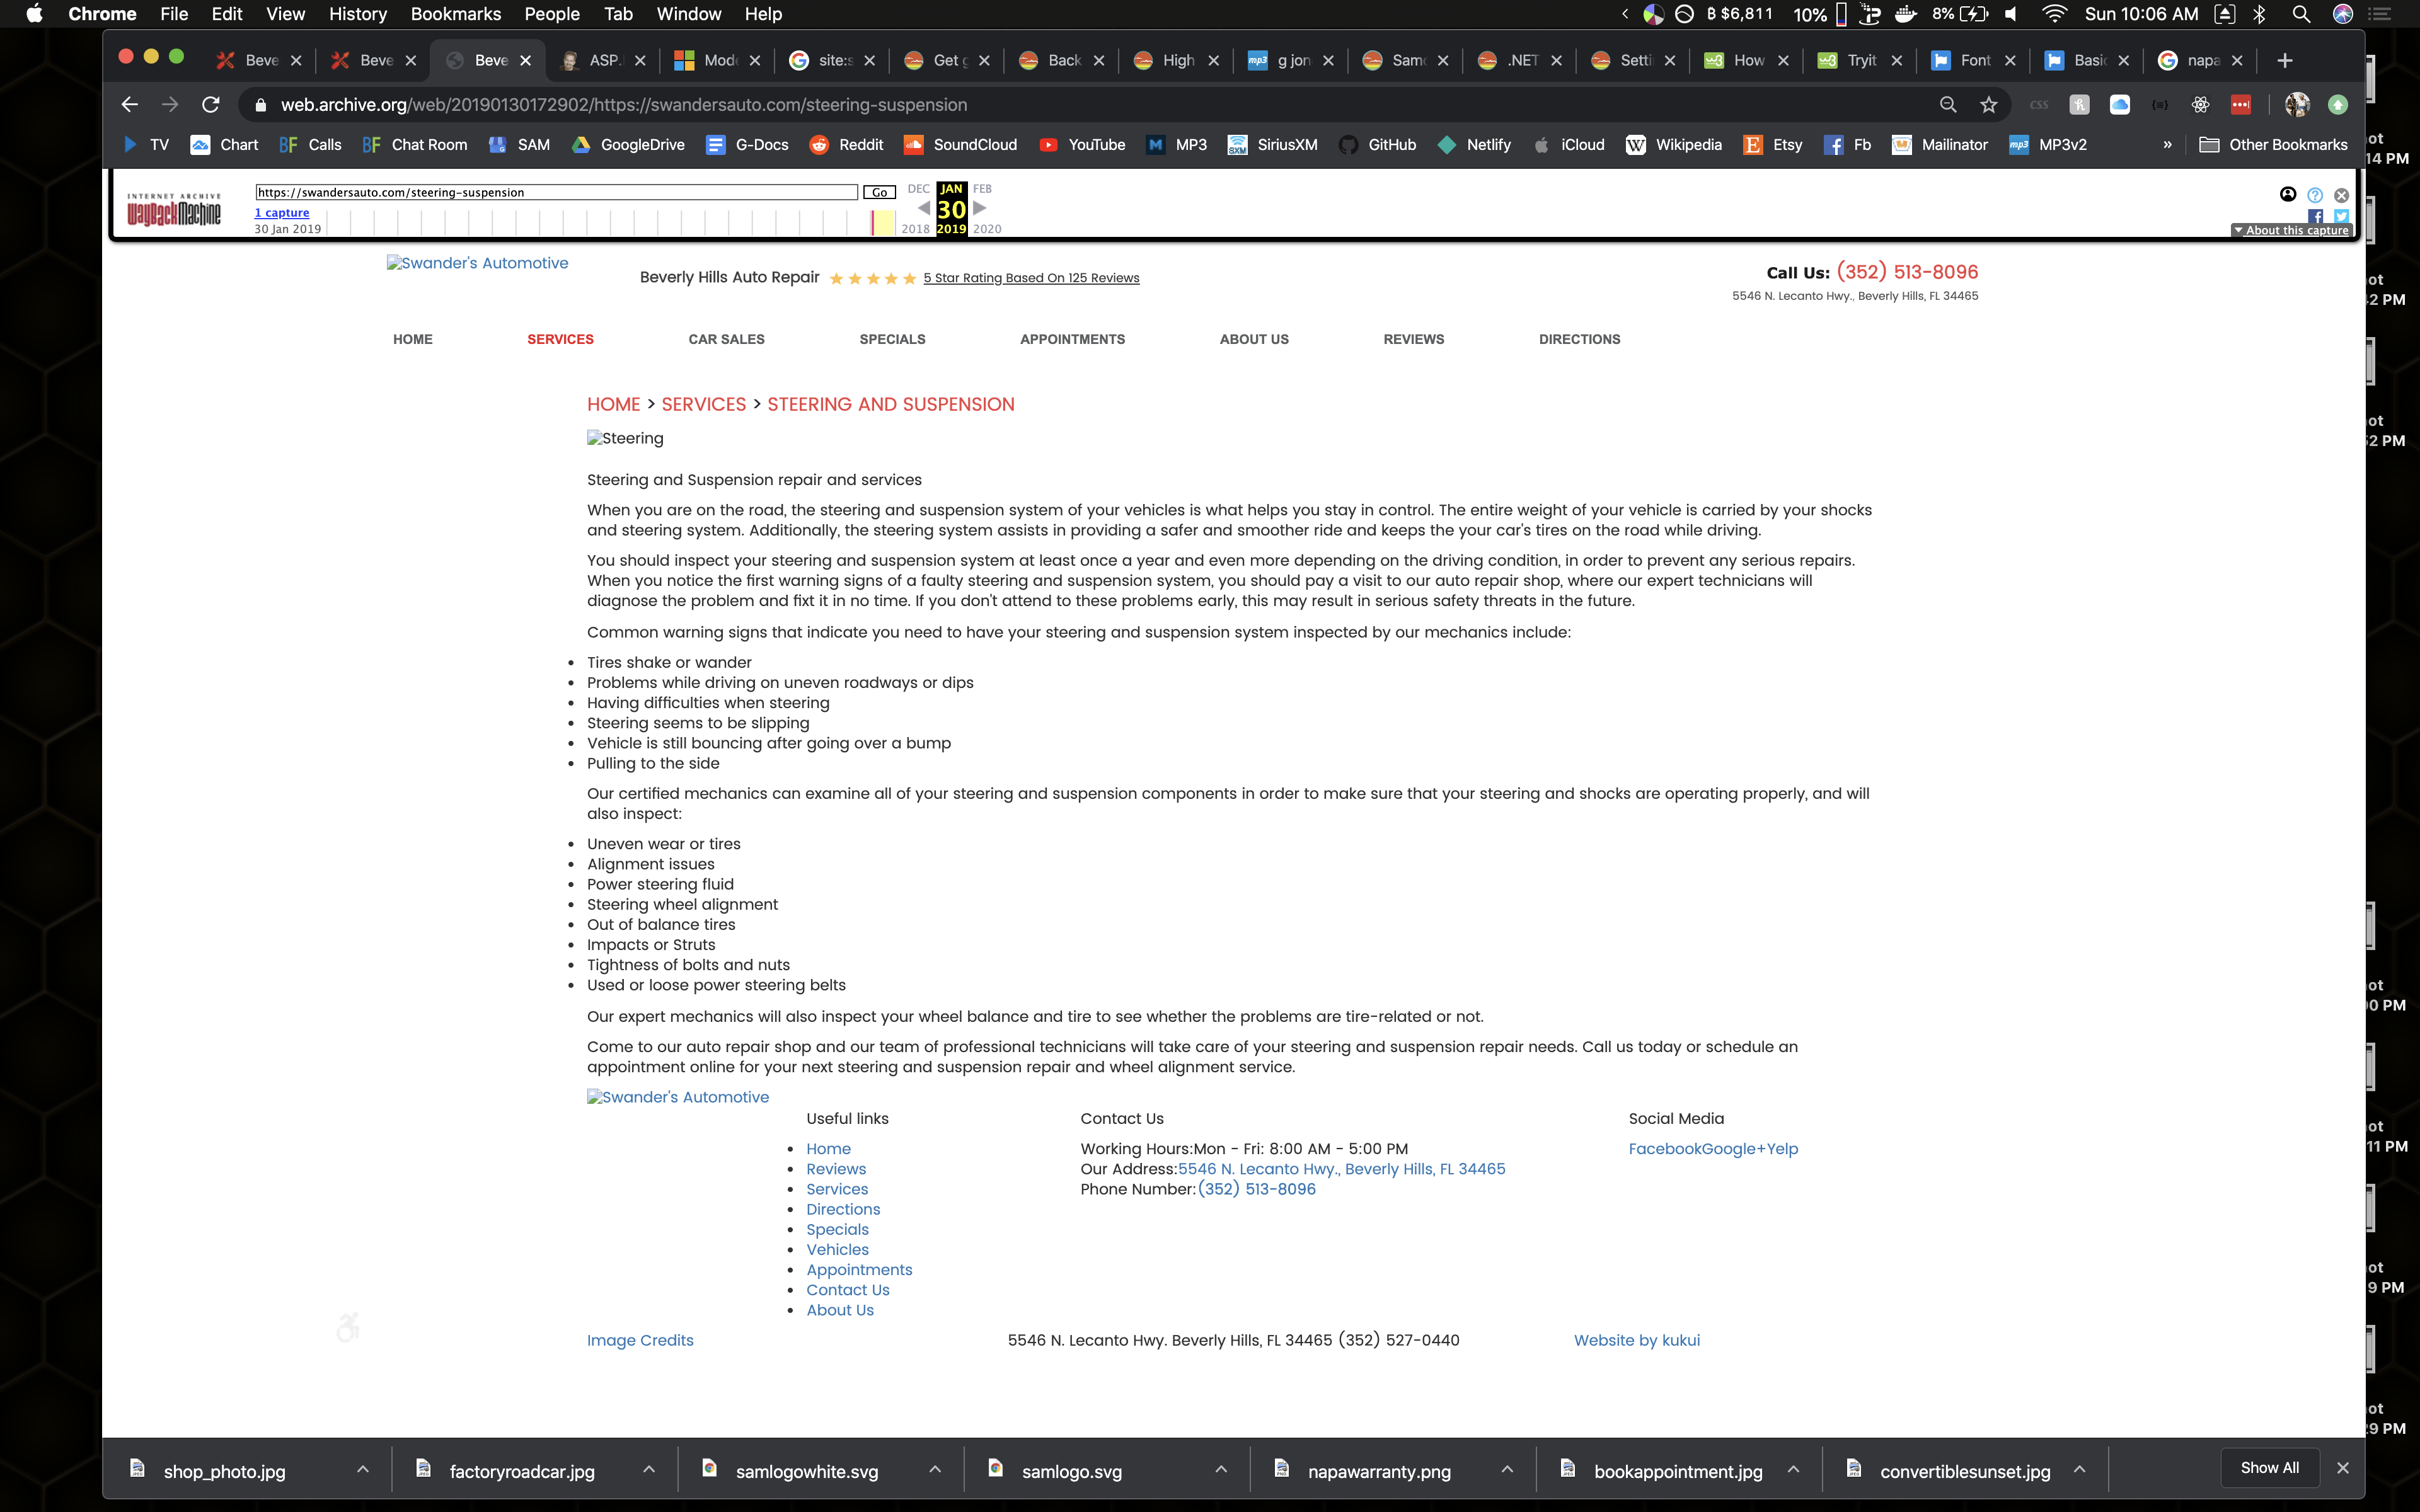 Chrome File Edit View History Bookmarks People Tab Window Help
฿ $6,811 10% 8% Sun 10:06 AM
Beve Beve Beve ASP. Mod site:s Get g Back High g jon Sam .NET Setti How Tryit Font Basi napa
web.archive.org/web/20190130172902/https://swandersauto.com/steering-suspension
TV Chart BF Calls BF Chat Room SAM GoogleDrive G-Docs Reddit SoundCloud YouTube MP3 SiriusXM GitHub Netlify iCloud Wikipedia Etsy Fb Mailinator MP3v2 » Other Bookmarks
INTERNET ARCHIVE
WayBackMachine
https://swandersauto.com/steering-suspension Go
DEC JAN FEB
1 capture
30
30 Jan 2019
2018 2019 2020
About this capture
Swander's Automotive
Beverly Hills Auto Repair 5 Star Rating Based On 125 Reviews
Call Us: (352) 513-8096
5546 N. Lecanto Hwy., Beverly Hills, FL 34465
HOME SERVICES CAR SALES SPECIALS APPOINTMENTS ABOUT US REVIEWS DIRECTIONS
HOME > SERVICES > STEERING AND SUSPENSION
Steering
Steering and Suspension repair and services
When you are on the road, the steering and suspension system of your vehicles is what helps you stay in control. The entire weight of your vehicle is carried by your shocks
and steering system. Additionally, the steering system assists in providing a safer and smoother ride and keeps the your car's tires on the road while driving.
You should inspect your steering and suspension system at least once a year and even more depending on the driving condition, in order to prevent any serious repairs.
When you notice the first warning signs of a faulty steering and suspension system, you should pay a visit to our auto repair shop, where our expert technicians will
diagnose the problem and fixt it in no time. If you don't attend to these problems early, this may result in serious safety threats in the future.
Common warning signs that indicate you need to have your steering and suspension system inspected by our mechanics include:
• Tires shake or wander
• Problems while driving on uneven roadways or dips
• Having difficulties when steering
• Steering seems to be slipping
• Vehicle is still bouncing after going over a bump
• Pulling to the side
Our certified mechanics can examine all of your steering and suspension components in order to make sure that your steering and shocks are operating properly, and will
also inspect:
• Uneven wear or tires
• Alignment issues
• Power steering fluid
• Steering wheel alignment
• Out of balance tires
• Impacts or Struts
• Tightness of bolts and nuts
• Used or loose power steering belts
Our expert mechanics will also inspect your wheel balance and tire to see whether the problems are tire-related or not.
Come to our auto repair shop and our team of professional technicians will take care of your steering and suspension repair needs. Call us today or schedule an
appointment online for your next steering and suspension repair and wheel alignment service.
Swander's Automotive
Useful links
• Home
• Reviews
• Services
• Directions
• Specials
• Vehicles
• Appointments
• Contact Us
• About Us
Contact Us
Working Hours:Mon - Fri: 8:00 AM - 5:00 PM
Our Address:5546 N. Lecanto Hwy., Beverly Hills, FL 34465
Phone Number:(352) 513-8096
Social Media
FacebookGoogle+Yelp
Image Credits 5546 N. Lecanto Hwy. Beverly Hills, FL 34465 (352) 527-0440 Website by kukui
shop_photo.jpg factoryroadcar.jpg samlogowhite.svg samlogo.svg napawarranty.png bookappointment.jpg convertiblesunset.jpg Show All